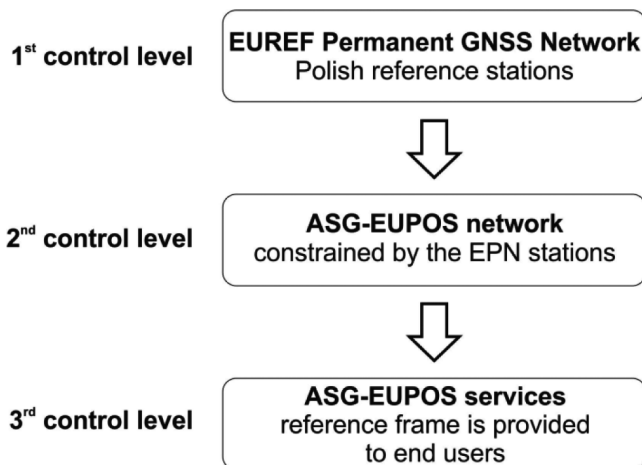 1st control level
EUREF Permanent GNSS Network
Polish reference stations
2nd control level
ASG-EUPOS network
constrained by the EPN stations
3rd control level
ASG-EUPOS services
reference frame is provided
to end users